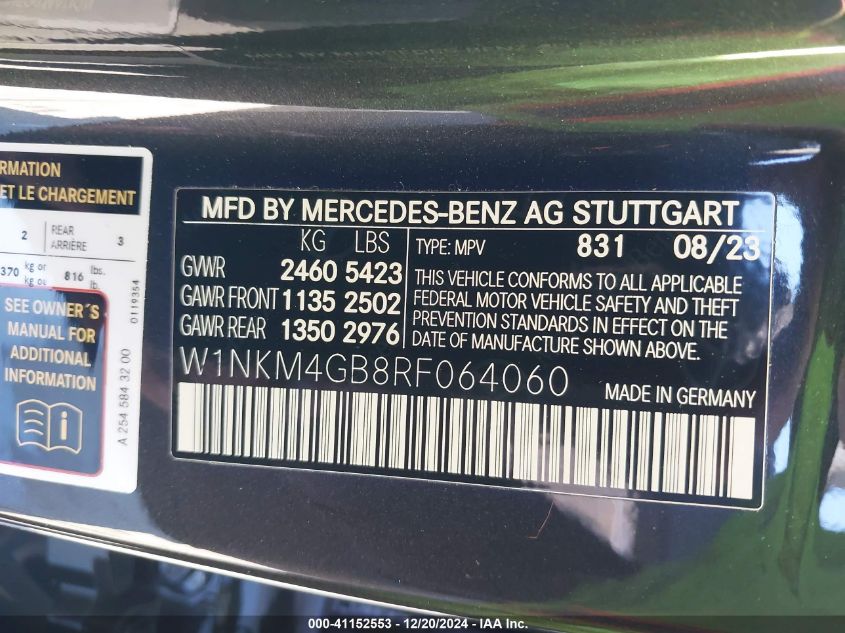 RMATION
ET LE CHARGEMENT
2 REAR ARRIÈRE 3
370 kg or kg ou 816 lbs. lb.
SEE OWNER´S
MANUAL FOR
ADDITIONAL
INFORMATION
0119354
A 254 584 32 00
MFD BY MERCEDES-BENZ AG STUTTGART
KG LBS
GVWR 2460 5423
GAWR FRONT 1135 2502
GAWR REAR 1350 2976
TYPE: MPV 831 08/23
THIS VEHICLE CONFORMS TO ALL APPLICABLE
FEDERAL MOTOR VEHICLE SAFETY AND THEFT
PREVENTION STANDARDS IN EFFECT ON THE
DATE OF MANUFACTURE SHOWN ABOVE.
W1NKM4GB8RF064060
MADE IN GERMANY
000-41152553 - 12/20/2024 - IAA Inc.